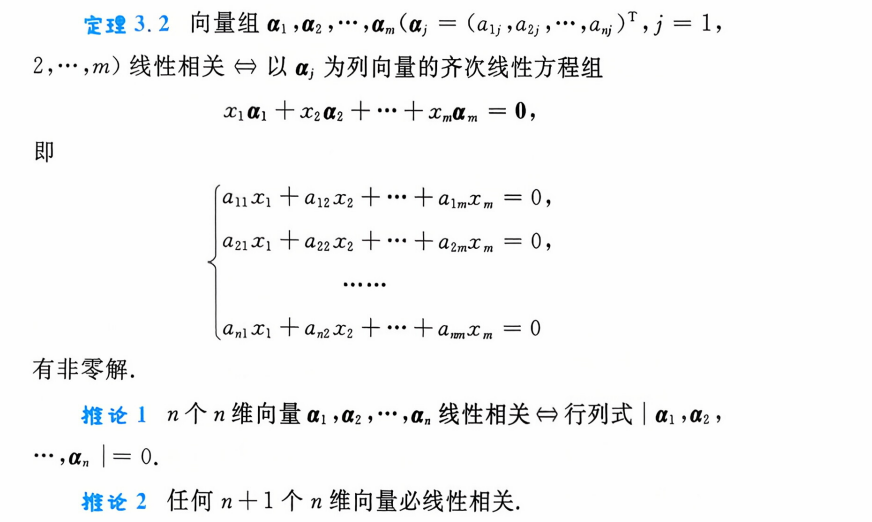 定理 3.2 向量组 α₁,α₂,⋯,αₘ(αⱼ = (a₁ⱼ,a₂ⱼ,⋯,aₙⱼ)ᵀ, j = 1,
2,⋯,m) 线性相关 ⇔ 以 αⱼ 为列向量的齐次线性方程组
x₁α₁ + x₂α₂ + ⋯ + xₘαₘ = 0,
即
a₁₁x₁ + a₁₂x₂ + ⋯ + a₁ₘxₘ = 0,
a₂₁x₁ + a₂₂x₂ + ⋯ + a₂ₘxₘ = 0,
⋯⋯
aₙ₁x₁ + aₙ₂x₂ + ⋯ + aₙₘxₘ = 0
有非零解.
推论 1 n 个 n 维向量 α₁,α₂,⋯,αₙ 线性相关 ⇔ 行列式 | α₁,α₂,
⋯,αₙ | = 0.
推论 2 任何 n + 1 个 n 维向量必线性相关.